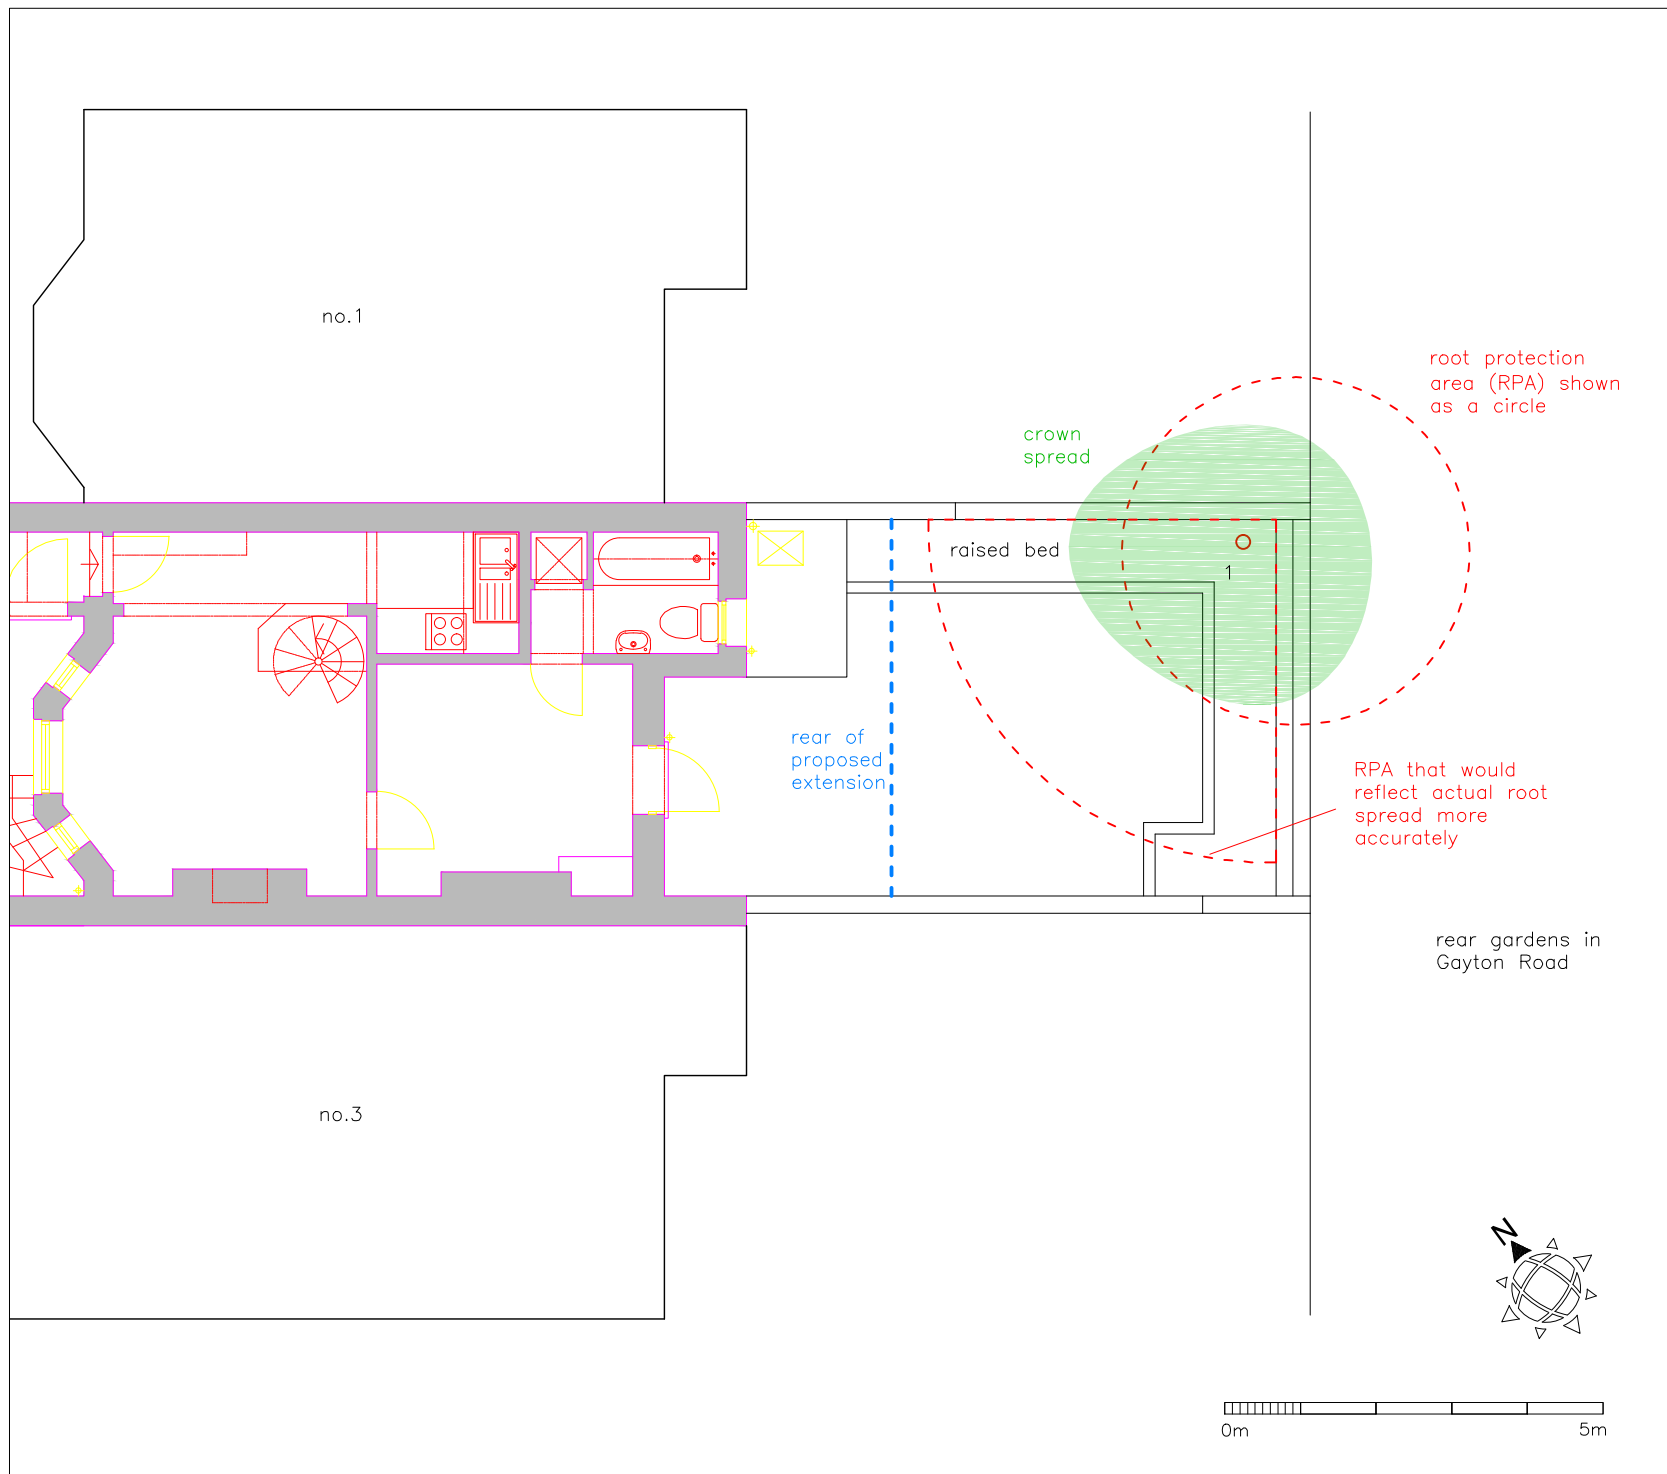 no.1
root protection
area (RPA) shown
as a circle
crown
spread
raised bed
1
rear of
proposed
extension
RPA that would
reflect actual root
spread more
accurately
rear gardens in
Gayton Road
no.3
N
0m
5m